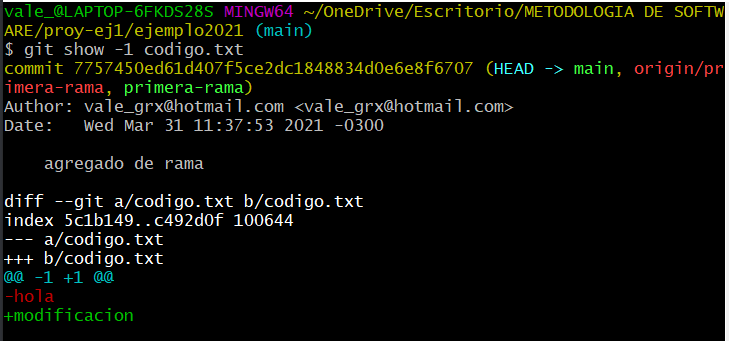 vale_@LAPTOP-6FKDS28S MINGW64 ~/OneDrive/Escritorio/METODOLOGIA DE SOFTW
ARE/proy-ej1/ejemplo2021 (main)
$ git show -1 codigo.txt
commit 7757450ed61d407f5ce2dc1848834d0e6e8f6707 (HEAD -> main, origin/pr
imera-rama, primera-rama)
Author: vale_grx@hotmail.com <vale_grx@hotmail.com>
Date:   Wed Mar 31 11:37:53 2021 -0300
    agregado de rama
diff --git a/codigo.txt b/codigo.txt
index 5c1b149..c492d0f 100644
--- a/codigo.txt
+++ b/codigo.txt
@@ -1 +1 @@
-hola
+modificacion